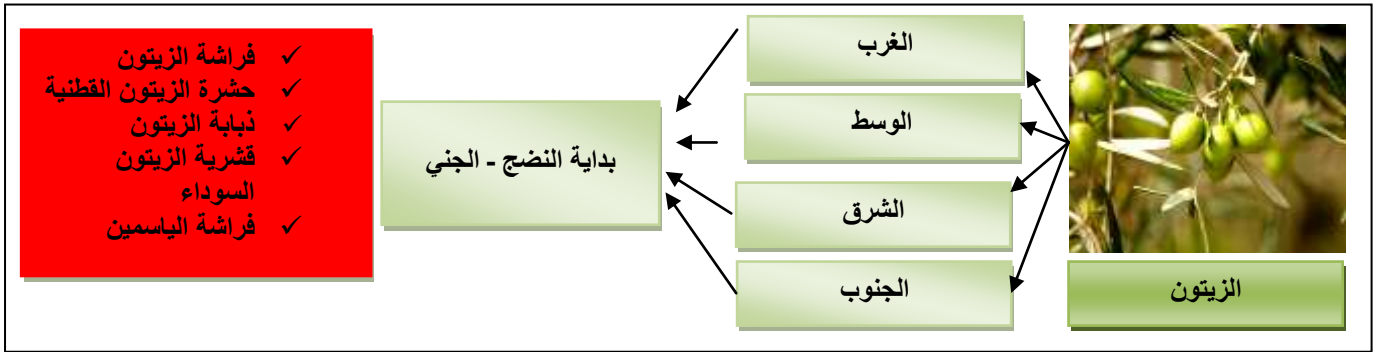 الزيتون
الغرب
الوسط
الشرق
الجنوب
بداية النضج - الجني
✓ فراشة الزيتون
✓ حشرة الزيتون القطنية
✓ ذبابة الزيتون
✓ قشرية الزيتون
السوداء
✓ فراشة الياسمين